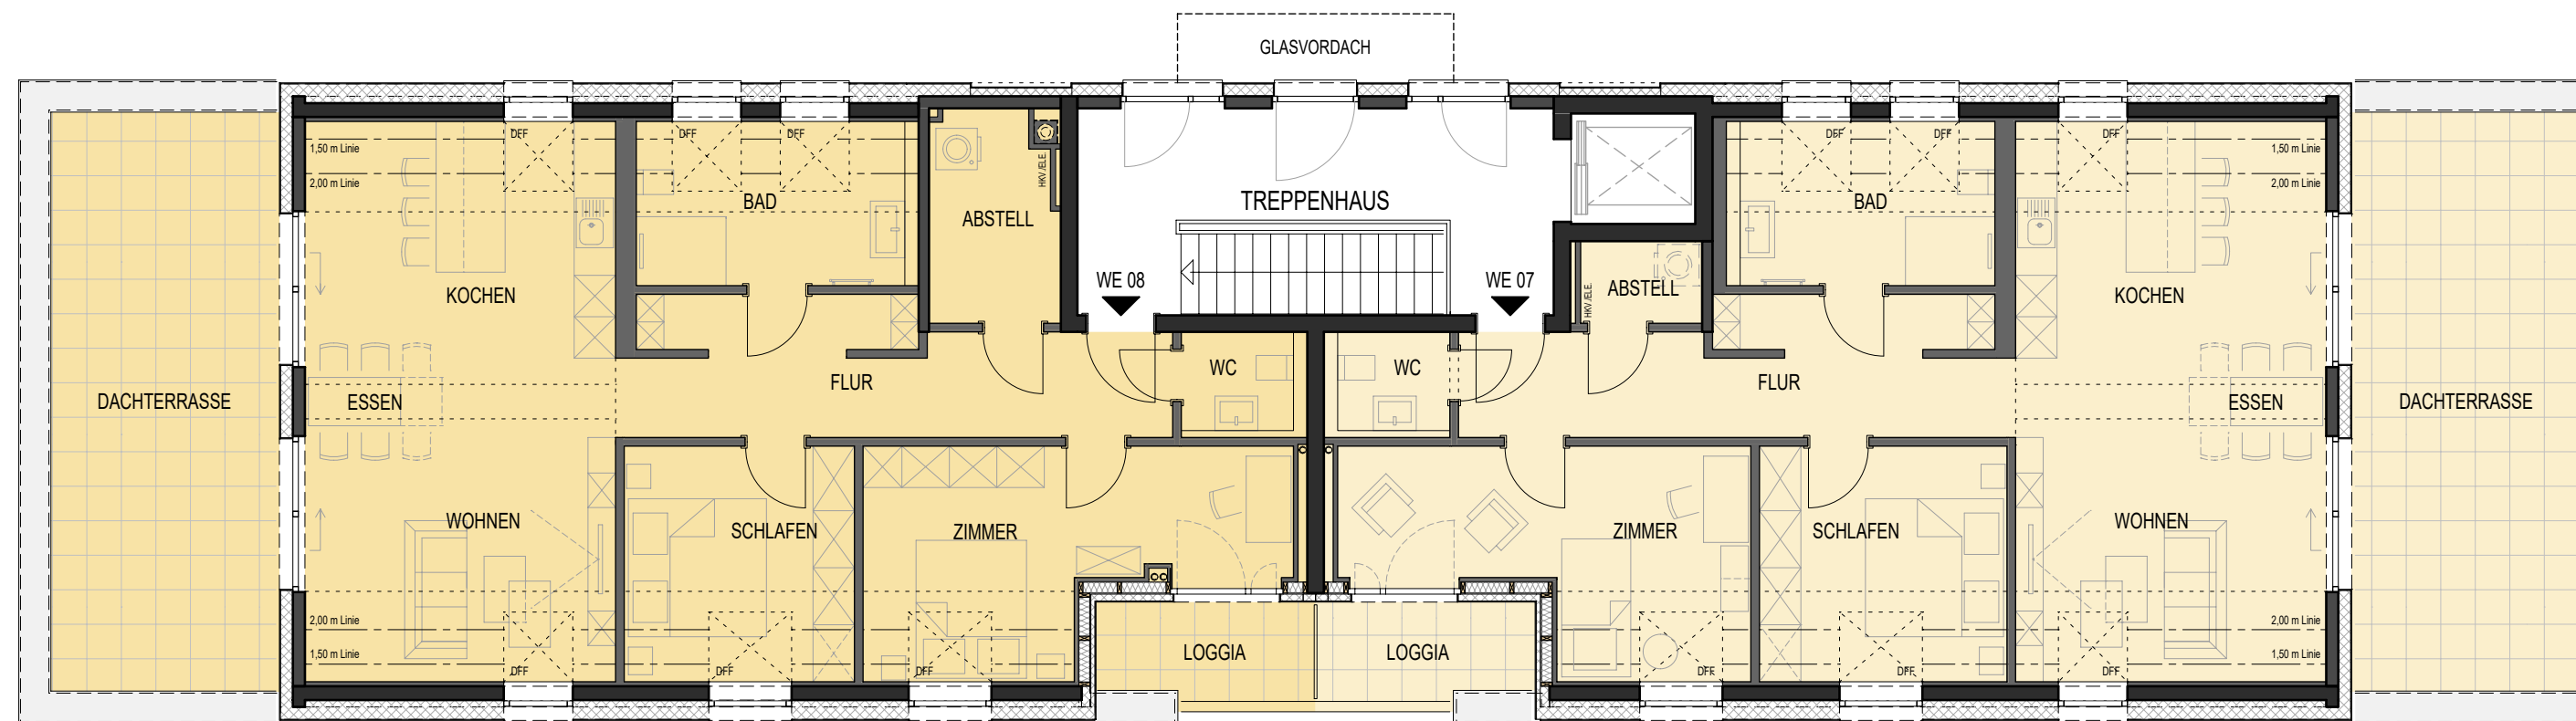 GLASVORDACH
DFF DFF DFF DFF DFF DFF
1,50 m Linie 1,50 m Linie
HKV /ELE.
2,00 m Linie 2,00 m Linie
BAD TREPPENHAUS BAD
ABSTELL
WE 08 WE 07
HKV /ELE.
ABSTELL
KOCHEN KOCHEN
WC WC
FLUR FLUR
DACHTERRASSE ESSEN ESSEN DACHTERRASSE
WOHNEN WOHNEN
SCHLAFEN ZIMMER ZIMMER SCHLAFEN
2,00 m Linie 2,00 m Linie
LOGGIA LOGGIA
1,50 m Linie 1,50 m Linie
DFF DFF DFF DFF DFF DFF